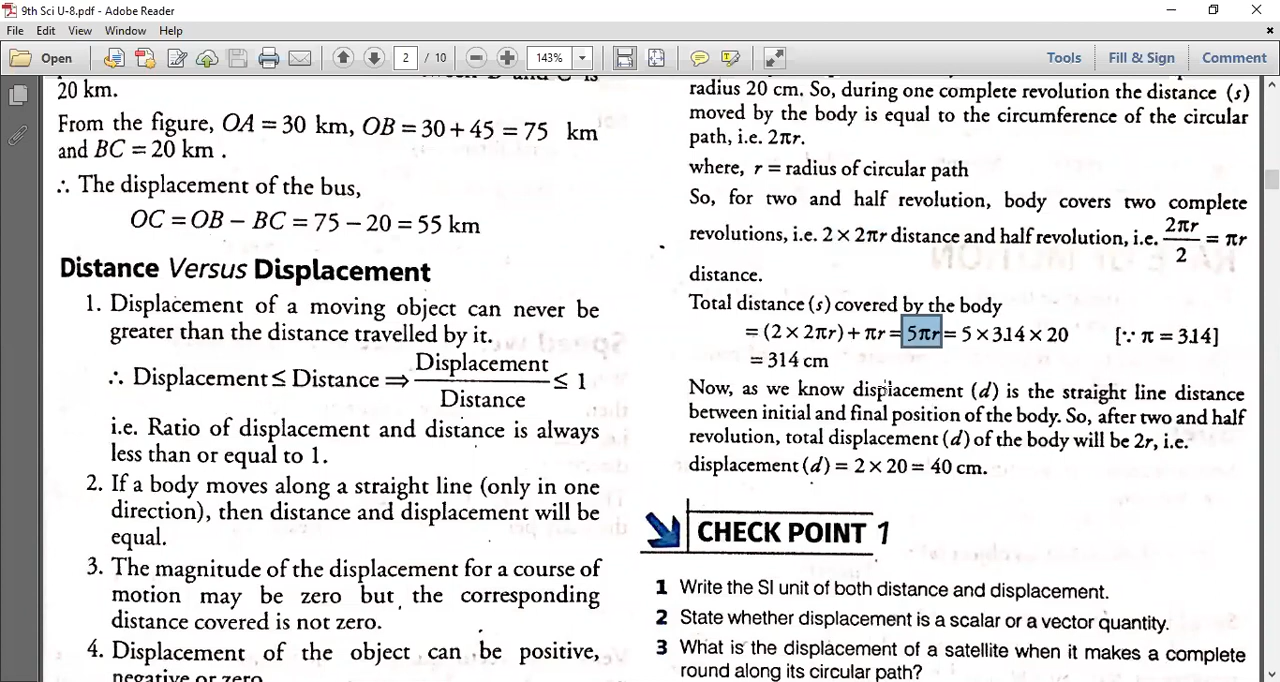 9th Sci U-8.pdf - Adobe Reader
File Edit View Window Help
Open 2 / 10 143% Tools Fill & Sign Comment
20 km.
From the figure, OA = 30 km, OB = 30 + 45 = 75 km
and BC = 20 km .
∴ The displacement of the bus,
OC = OB − BC = 75 − 20 = 55 km
Distance Versus Displacement
1. Displacement of a moving object can never be
greater than the distance travelled by it.
∴ Displacement ≤ Distance ⇒ Displacement / Distance ≤ 1
i.e. Ratio of displacement and distance is always
less than or equal to 1.
2. If a body moves along a straight line (only in one
direction), then distance and displacement will be
equal.
3. The magnitude of the displacement for a course of
motion may be zero but the corresponding
distance covered is not zero.
4. Displacement of the object can be positive,
negative or zero.
radius 20 cm. So, during one complete revolution the distance (s)
moved by the body is equal to the circumference of the circular
path, i.e. 2πr.
where, r = radius of circular path
So, for two and half revolution, body covers two complete
revolutions, i.e. 2 × 2πr distance and half revolution, i.e. 2πr / 2 = πr
distance.
Total distance (s) covered by the body
= (2 × 2πr) + πr = 5πr = 5 × 3.14 × 20 [∵ π = 3.14]
= 314 cm
Now, as we know displacement (d) is the straight line distance
between initial and final position of the body. So, after two and half
revolution, total displacement (d) of the body will be 2r, i.e.
displacement (d) = 2 × 20 = 40 cm.
CHECK POINT 1
1 Write the SI unit of both distance and displacement.
2 State whether displacement is a scalar or a vector quantity.
3 What is the displacement of a satellite when it makes a complete
round along its circular path?